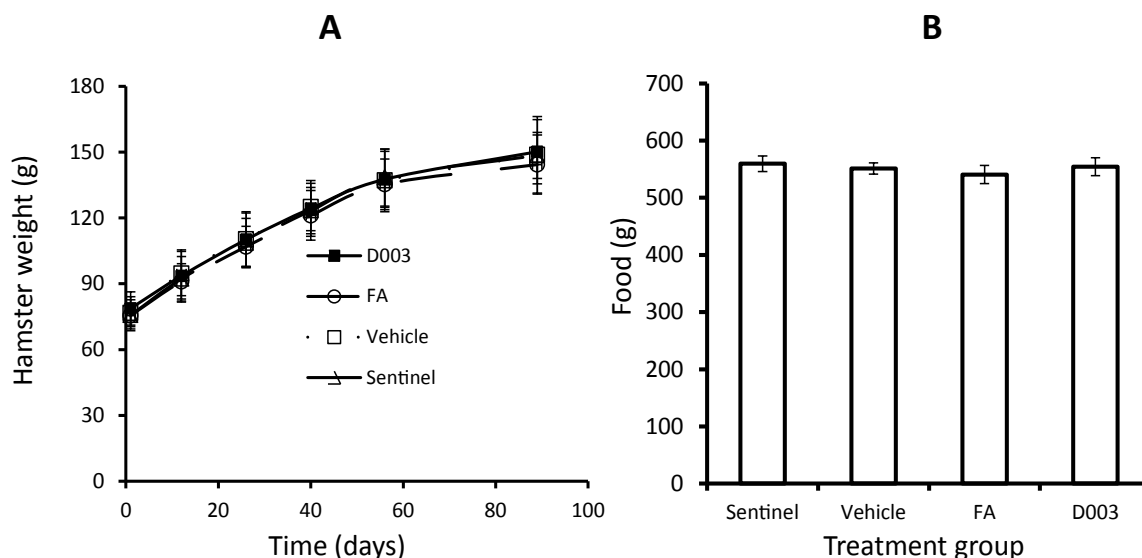 A
B
Hamster weight (g)
180
150
120
90
60
30
0
0
20
40
60
80
100
Time (days)
D003
FA
Vehicle
Sentinel
Food (g)
700
600
500
400
300
200
100
0
Sentinel
Vehicle
FA
D003
Treatment group